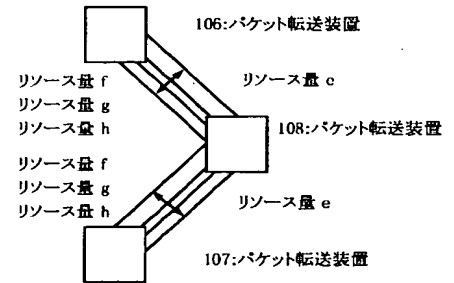 106:パケット転送装置
リソース量 f
リソース量 g
リソース量 h
リソース量 c
108:パケット転送装置
リソース量 f
リソース量 g
リソース量 h
リソース量 e
107:パケット転送装置